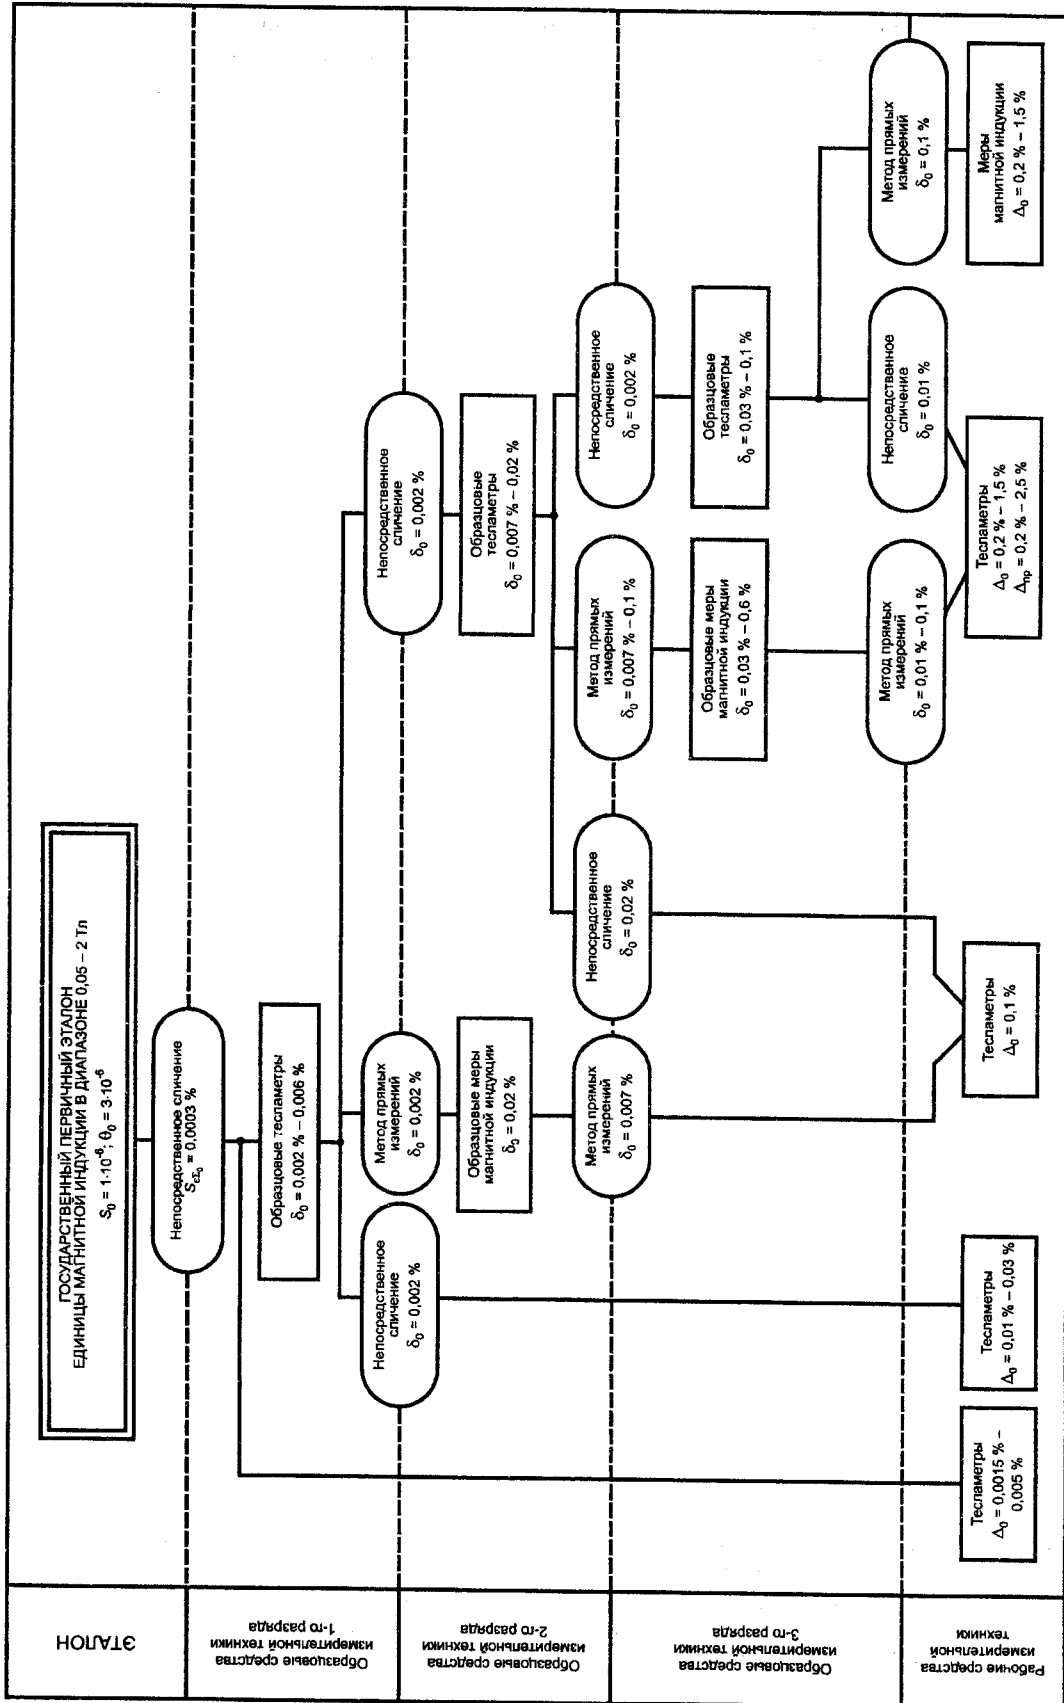 ЭТАЛОН
ГОСУДАРСТВЕННЫЙ ПЕРВИЧНЫЙ ЭТАЛОН
ЕДИНИЦЫ МАГНИТНОЙ ИНДУКЦИИ В ДИАПАЗОНЕ 0,05 – 2 Тл
S₀ = 1·10⁻⁶; θ₀ = 3·10⁻⁶
Непосредственное сличение
S_eΣ₀ = 0,0003 %
Образцовые средства
измерительной техники
1-го разряда
Образцовые тесламетры
δ₀ = 0,002 % – 0,006 %
Непосредственное
сличение
δ₀ = 0,002 %
Метод прямых
измерений
δ₀ = 0,002 %
Непосредственное
сличение
δ₀ = 0,002 %
Образцовые средства
измерительной техники
2-го разряда
Образцовые меры
магнитной индукции
δ₀ = 0,02 %
Образцовые
тесламетры
δ₀ = 0,007 % – 0,02 %
Метод прямых
измерений
δ₀ = 0,007 %
Непосредственное
сличение
δ₀ = 0,02 %
Метод прямых
измерений
δ₀ = 0,007 % – 0,1 %
Непосредственное
сличение
δ₀ = 0,002 %
Образцовые средства
измерительной техники
3-го разряда
Образцовые меры
магнитной индукции
δ₀ = 0,03 % – 0,6 %
Образцовые
тесламетры
δ₀ = 0,03 % – 0,1 %
Метод прямых
измерений
δ₀ = 0,01 % – 0,1 %
Непосредственное
сличение
δ₀ = 0,01 %
Метод прямых
измерений
δ₀ = 0,1 %
Рабочие средства
измерительной
техники
Тесламетры
Δ₀ = 0,0015 % –
0,005 %
Тесламетры
Δ₀ = 0,01 % – 0,03 %
Тесламетры
Δ₀ = 0,1 %
Тесламетры
Δ₀ = 0,2 % – 1,5 %
Δпр = 0,2 % – 2,5 %
Меры
магнитной индукции
Δ₀ = 0,2 % – 1,5 %